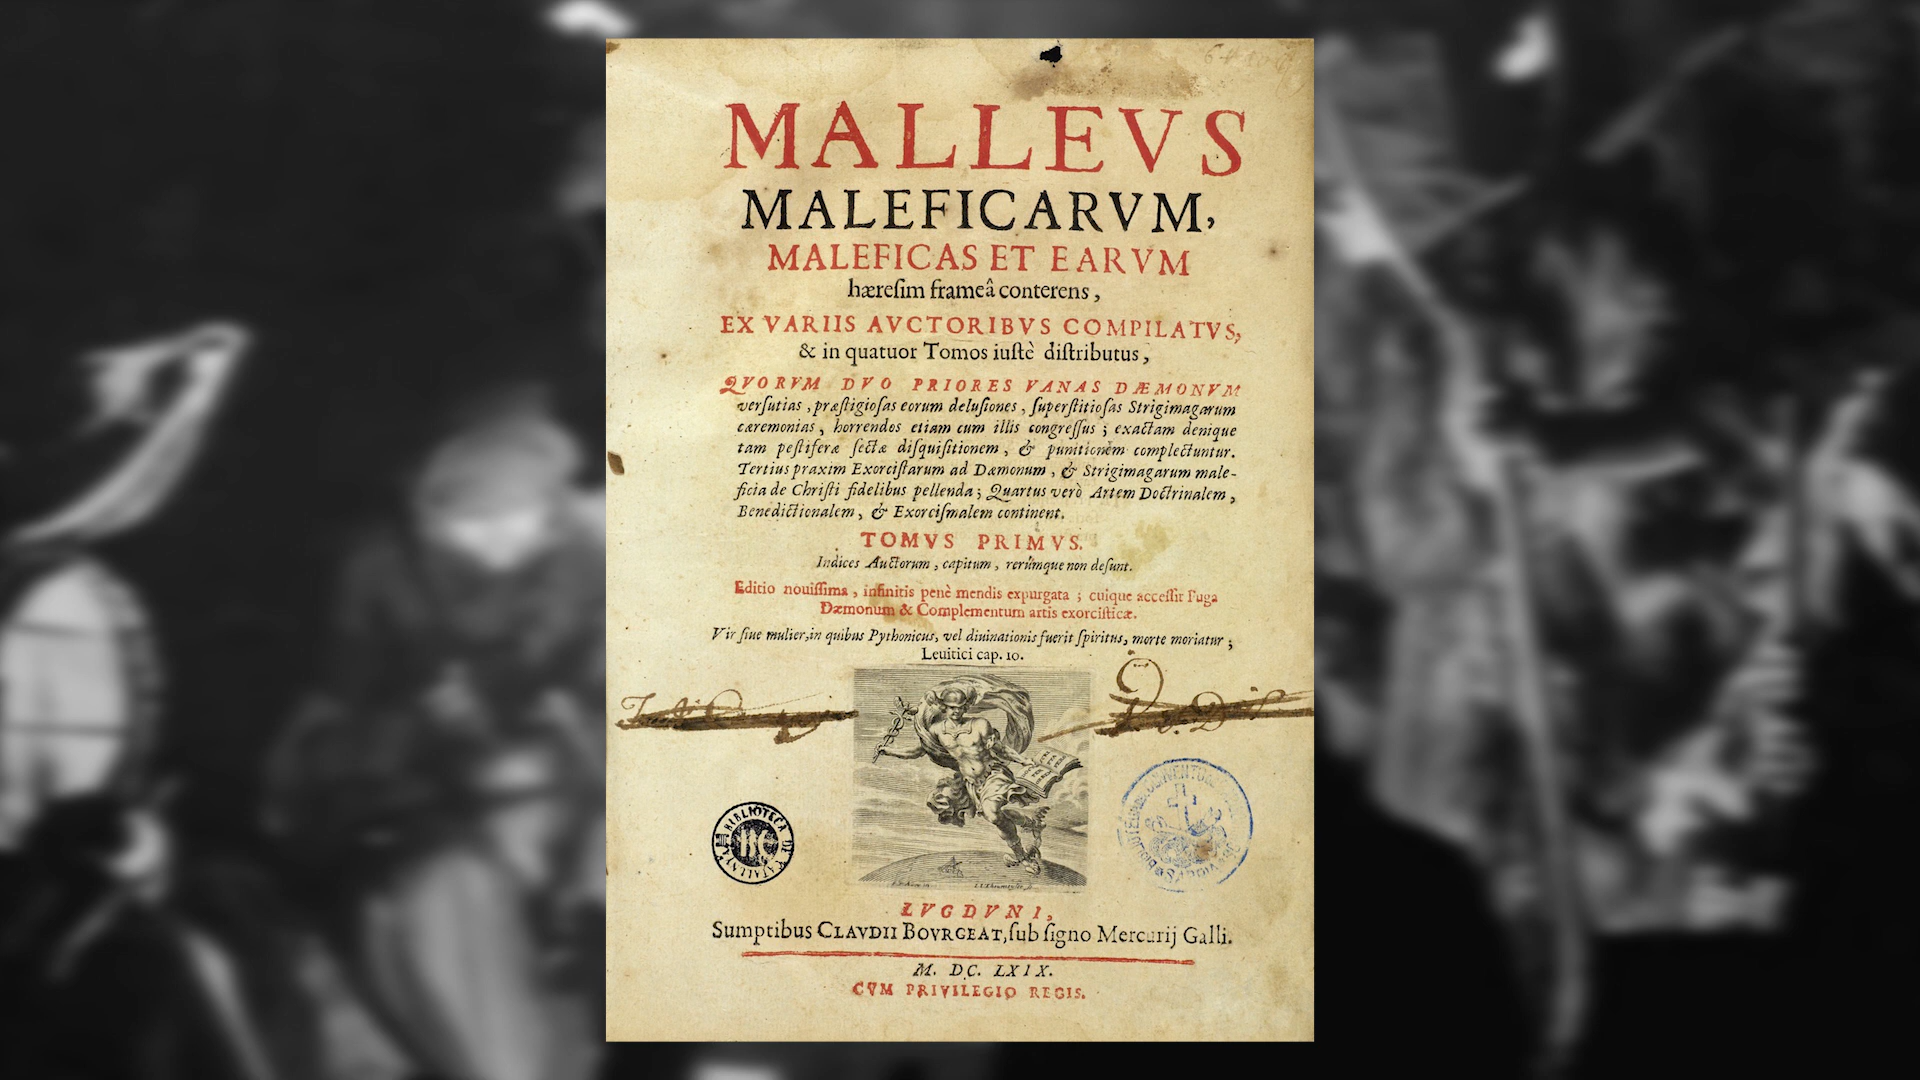 MALLEVS
MALEFICARVM,
MALEFICAS ET EARVM
hæreſim frameâ conterens,
EX VARIIS AVCTORIBVS COMPILATVS,
& in quatuor Tomos iuſtè diſtributus,
QVORVM DVO PRIORES VANAS DÆMONVM
verſutias, præſtigioſas eorum deluſiones, ſuperſtitioſas Strigimagarum
cæremonias, horrendos etiam cum illis congreſſus; exactam denique
tam peſtiferæ ſectæ diſquiſitionem, & punitionem complectuntur.
Tertius praxim Exorciſtarum ad Dæmonum, & Strigimagarum male-
ficia de Chriſti fidelibus pellenda; Quartus verò Artem Doctrinalem,
Benedictionalem, & Exorciſmalem continent.
TOMVS PRIMVS.
Indices Auctorum, capitum, rerúmque non deſunt.
Editio nouiſſima, infinitis penè mendis expurgata; cuique acceſſit Fuga
Dæmonum & Complementum artis exorciſticæ.
Vir ſiue mulier, in quibus Pythonicus, vel diuinationis fuerit ſpiritus, morte moriatur;
Leuitici cap. 10.
BIBLIOTECA DE CATALUNYA
BC
LVGDVNI,
Sumptibus CLAVDII BOVRGEAT, ſub ſigno Mercurij Galli.
M. DC. LXIX.
CVM PRIVILEGIO REGIS.